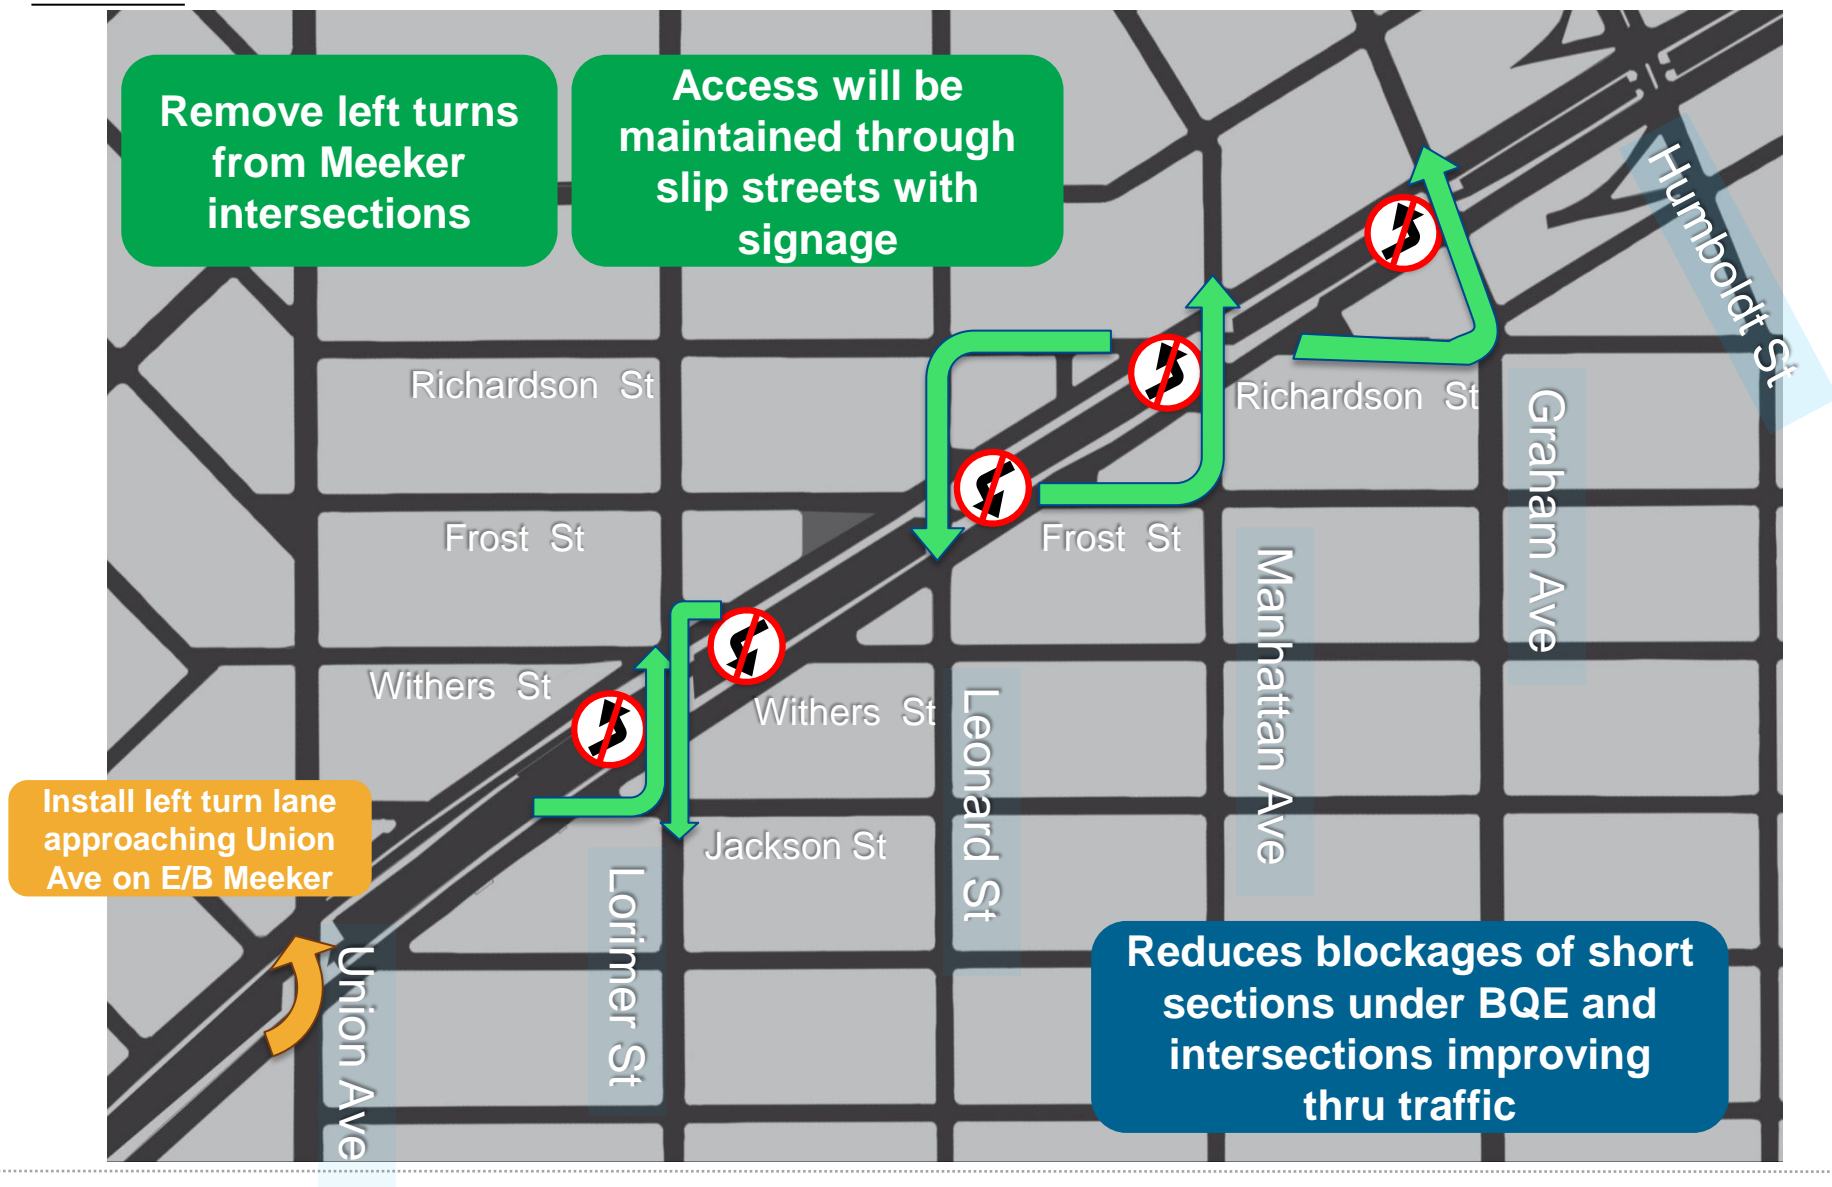 Remove left turns
from Meeker
intersections
Access will be
maintained through
slip streets with
signage
Humboldt St
Richardson St
Richardson St
Graham Ave
Frost St
Frost St
Manhattan Ave
Withers St
Withers St
Leonard St
Install left turn lane
approaching Union
Ave on E/B Meeker
Jackson St
Lorimer St
Union Ave
Reduces blockages of short
sections under BQE and
intersections improving
thru traffic